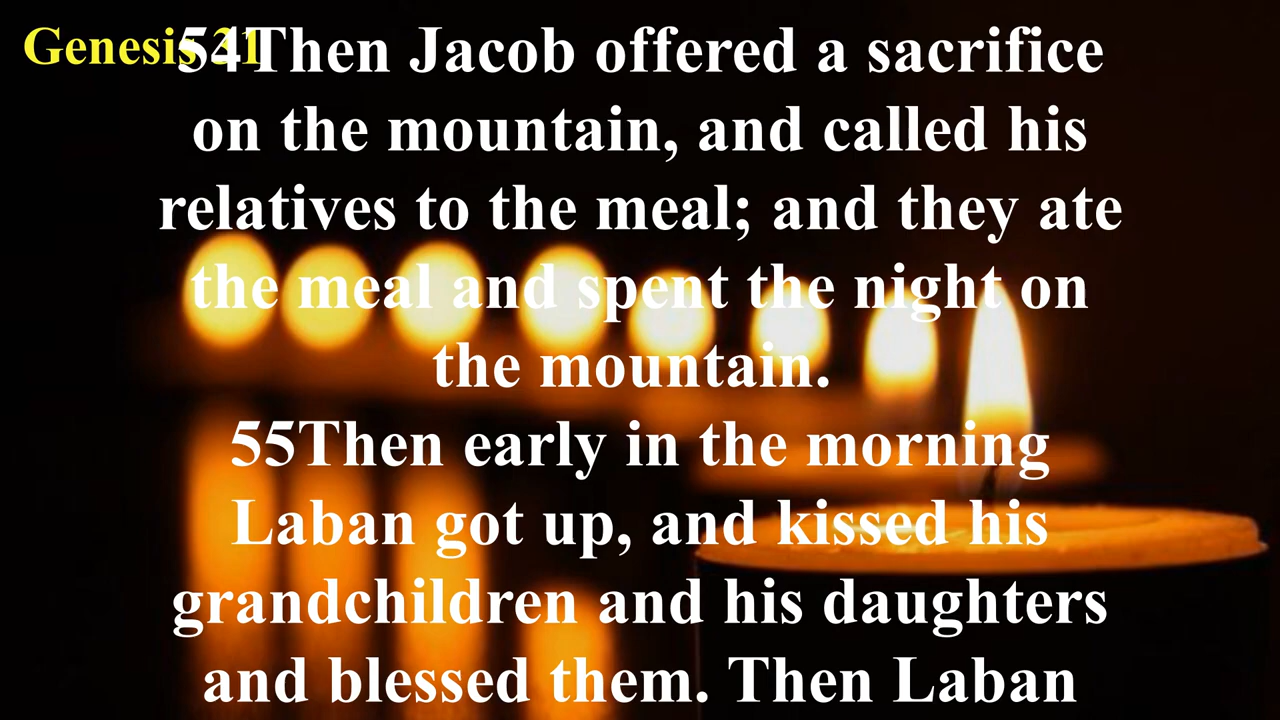 Genesis 31
54Then Jacob offered a sacrifice
on the mountain, and called his
relatives to the meal; and they ate
the meal and spent the night on
the mountain.
55Then early in the morning
Laban got up, and kissed his
grandchildren and his daughters
and blessed them. Then Laban